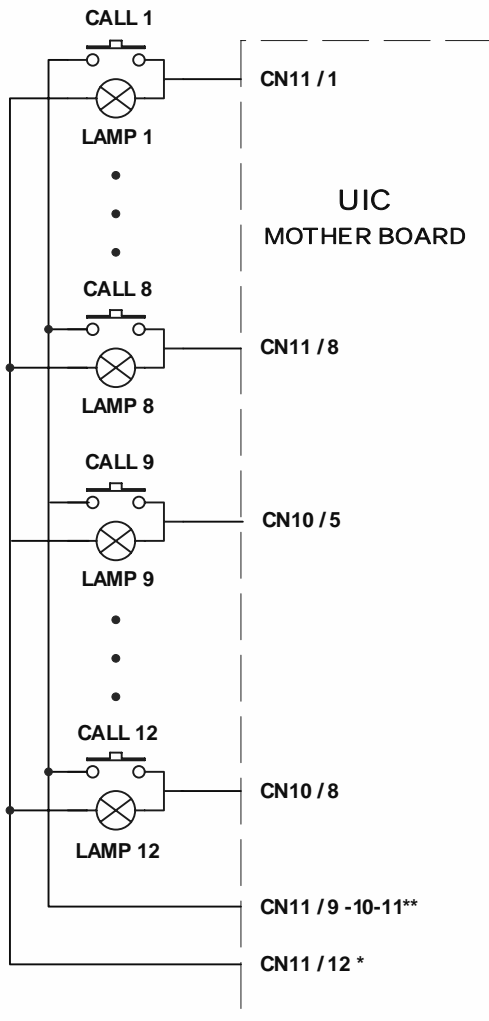 CALL 1
CN11 / 1
LAMP 1
UIC
MOTHER BOARD
CALL 8
CN11 / 8
LAMP 8
CALL 9
CN10 / 5
LAMP 9
CALL 12
CN10 / 8
LAMP 12
CN11 / 9 -10-11**
CN11 / 12 *